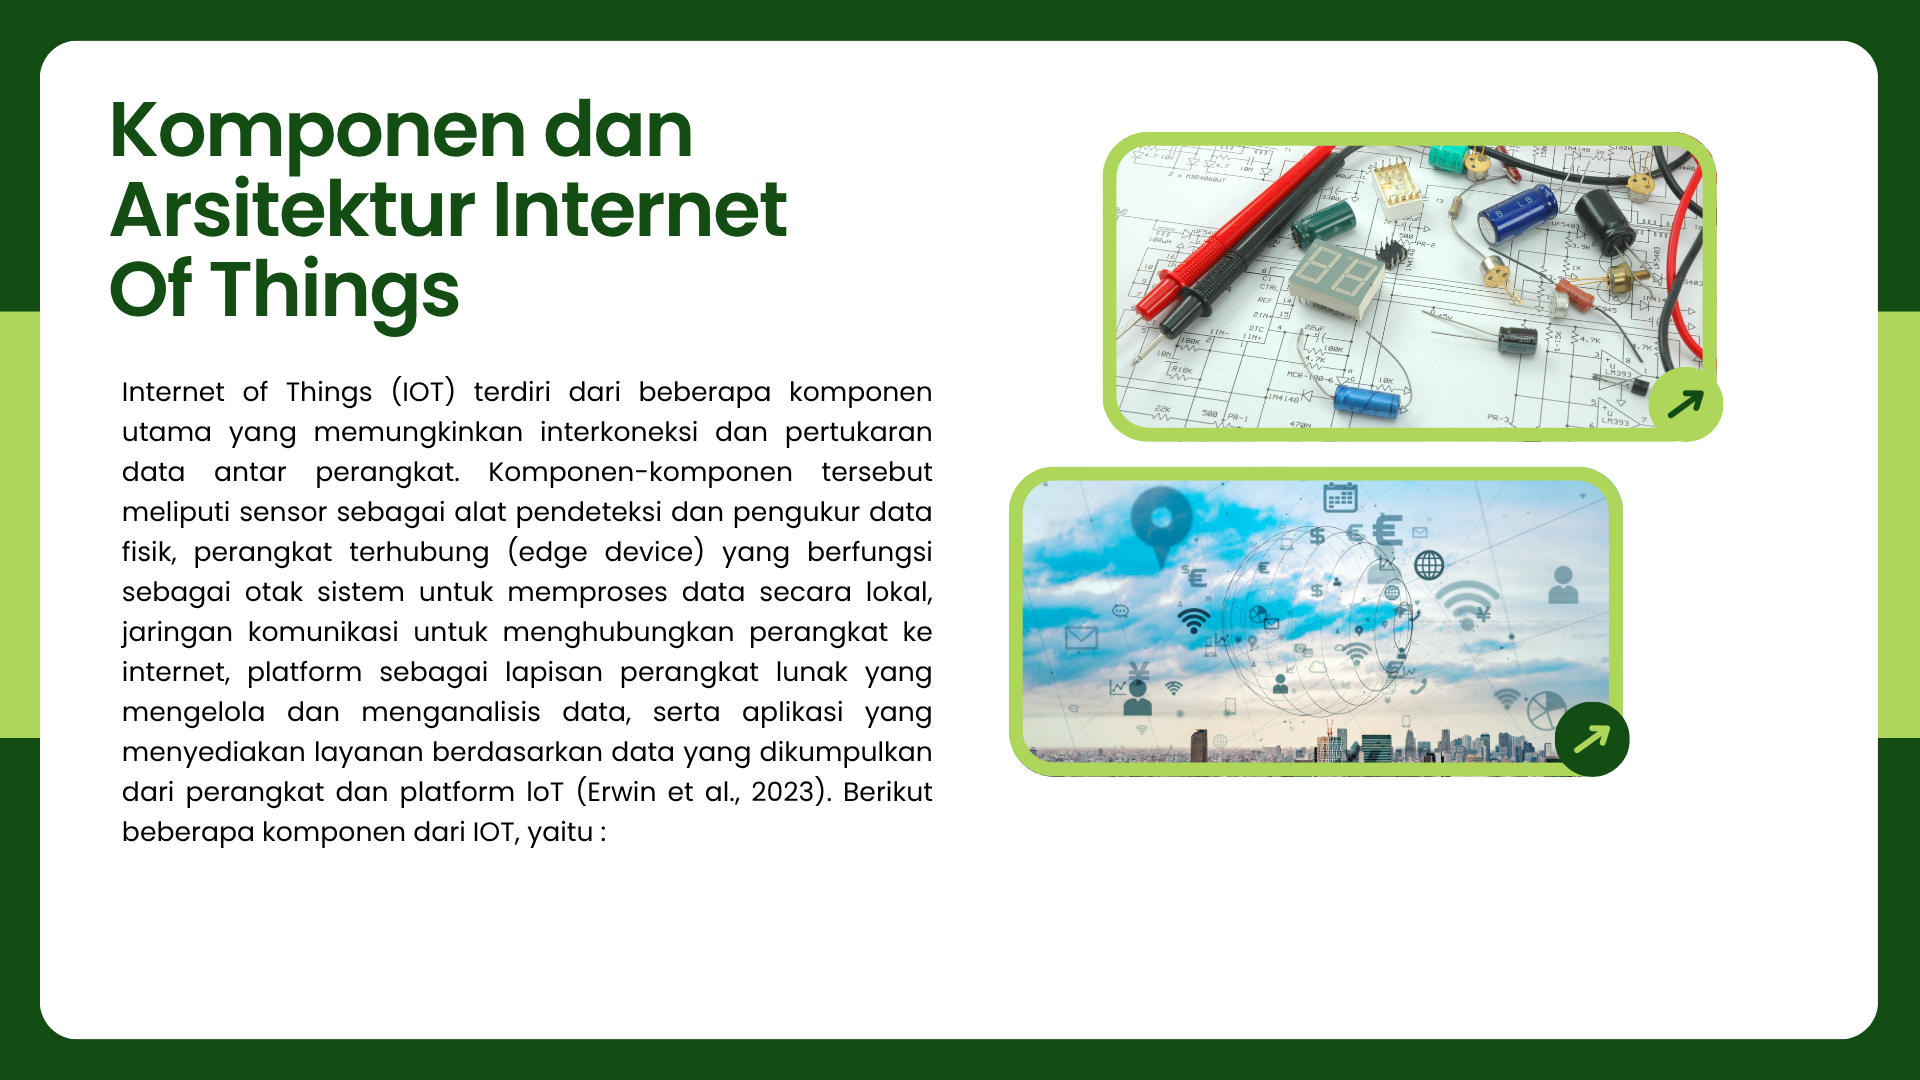 Komponen dan
Arsitektur Internet
Of Things
Internet of Things (IOT) terdiri dari beberapa komponen
utama yang memungkinkan interkoneksi dan pertukaran
data antar perangkat. Komponen-komponen tersebut
meliputi sensor sebagai alat pendeteksi dan pengukur data
fisik, perangkat terhubung (edge device) yang berfungsi
sebagai otak sistem untuk memproses data secara lokal,
jaringan komunikasi untuk menghubungkan perangkat ke
internet, platform sebagai lapisan perangkat lunak yang
mengelola dan menganalisis data, serta aplikasi yang
menyediakan layanan berdasarkan data yang dikumpulkan
dari perangkat dan platform loT (Erwin et al., 2023). Berikut
beberapa komponen dari IOT, yaitu :